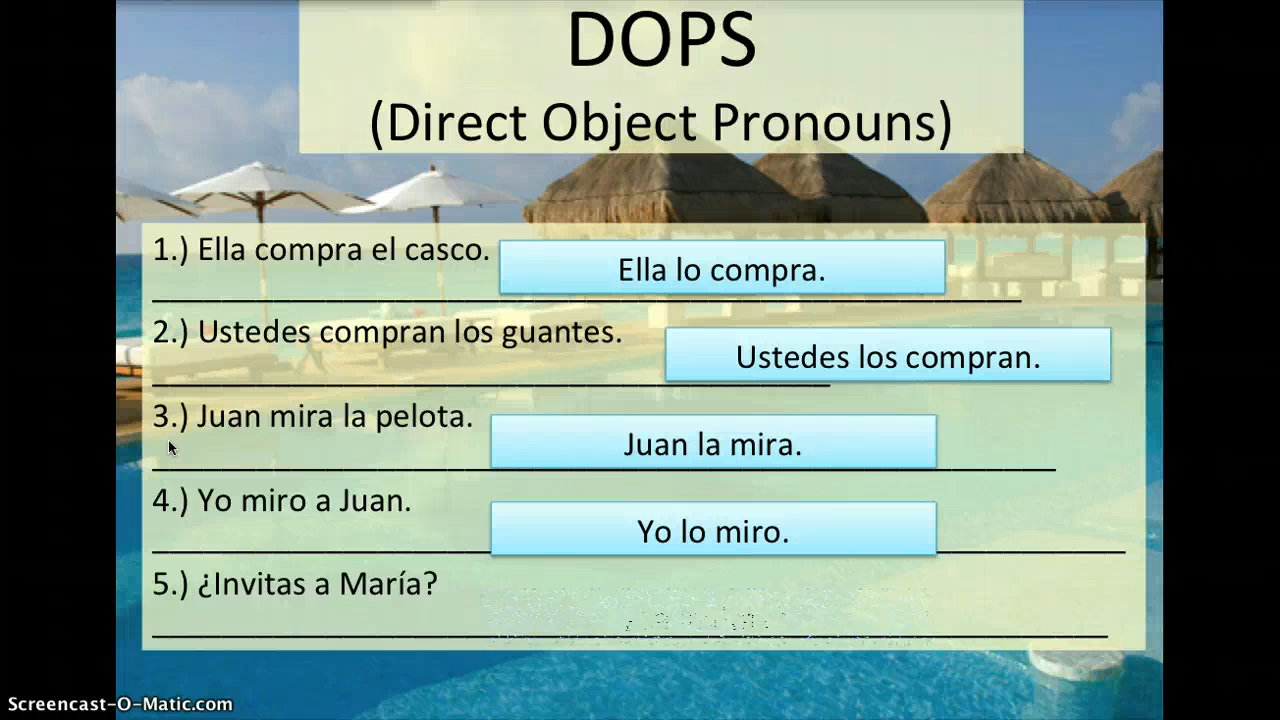 DOPS
(Direct Object Pronouns)
1.) Ella compra el casco.
Ella lo compra.
2.) Ustedes compran los guantes.
Ustedes los compran.
3.) Juan mira la pelota.
Juan la mira.
4.) Yo miro a Juan.
Yo lo miro.
5.) ¿Invitas a María?
Screencast-O-Matic.com